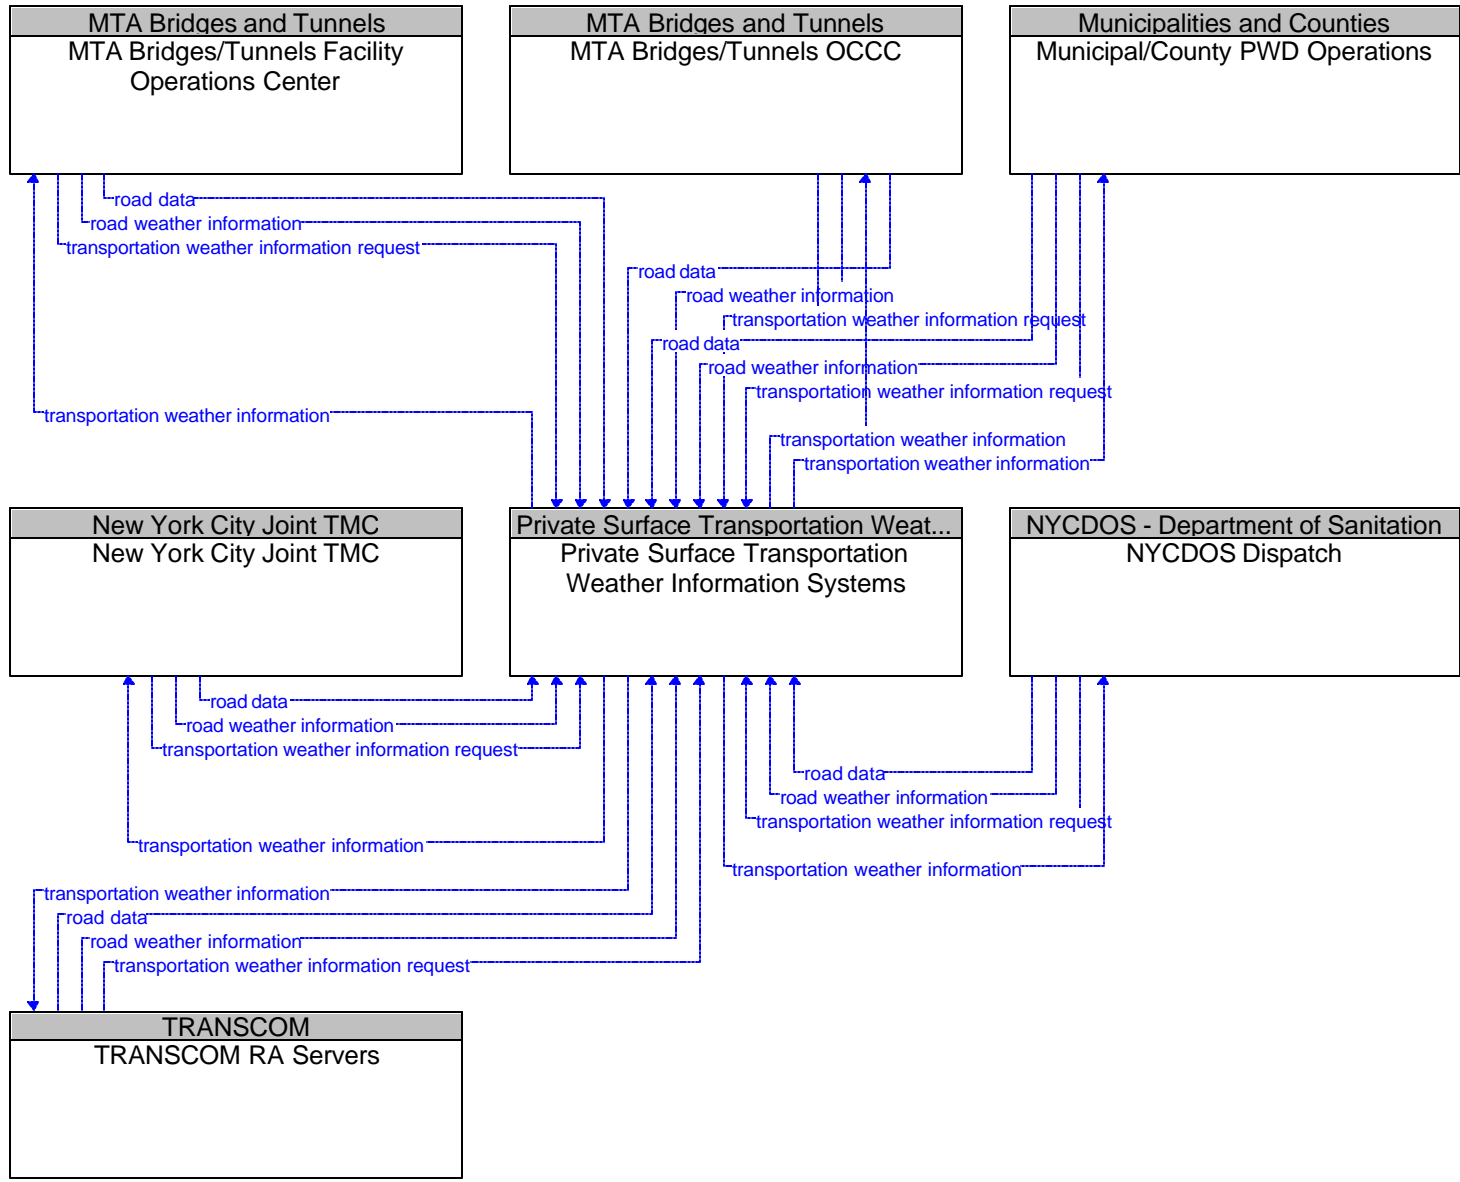 MTA Bridges and Tunnels
MTA Bridges/Tunnels Facility
Operations Center
MTA Bridges and Tunnels
MTA Bridges/Tunnels OCCC
Municipalities and Counties
Municipal/County PWD Operations
road data
road weather information
transportation weather information request
road data
road weather information
transportation weather information request
road data
road weather information
transportation weather information request
transportation weather information
transportation weather information
transportation weather information
New York City Joint TMC
New York City Joint TMC
Private Surface Transportation Weat...
Private Surface Transportation
Weather Information Systems
NYCDOS - Department of Sanitation
NYCDOS Dispatch
road data
road weather information
transportation weather information request
road data
road weather information
transportation weather information request
transportation weather information
transportation weather information
transportation weather information
road data
road weather information
transportation weather information request
TRANSCOM
TRANSCOM RA Servers